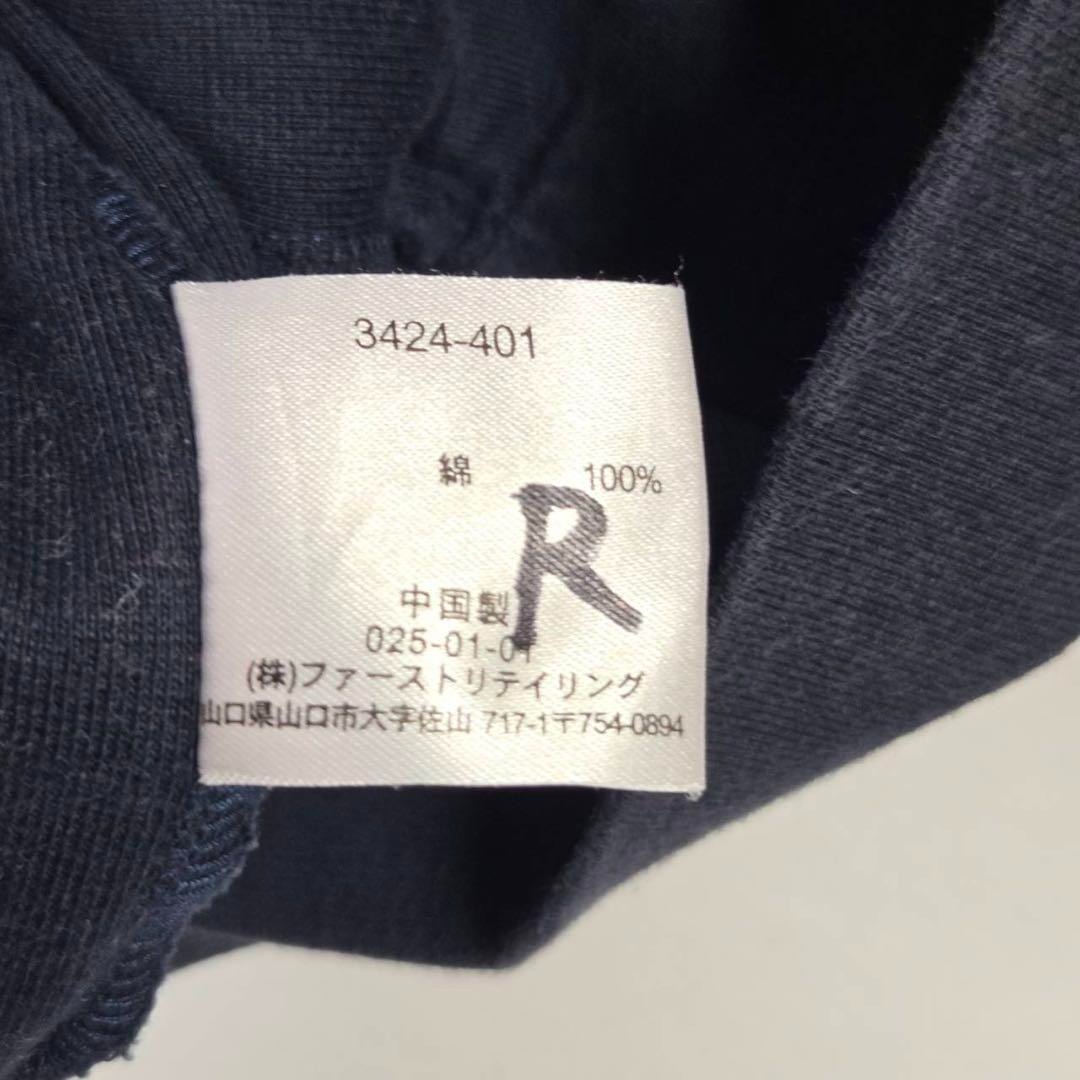 3424-401
綿 100%
R
中国製
025-01-01
(株)ファーストリテイリング
山口県山口市大字佐山 717-1〒754-0894